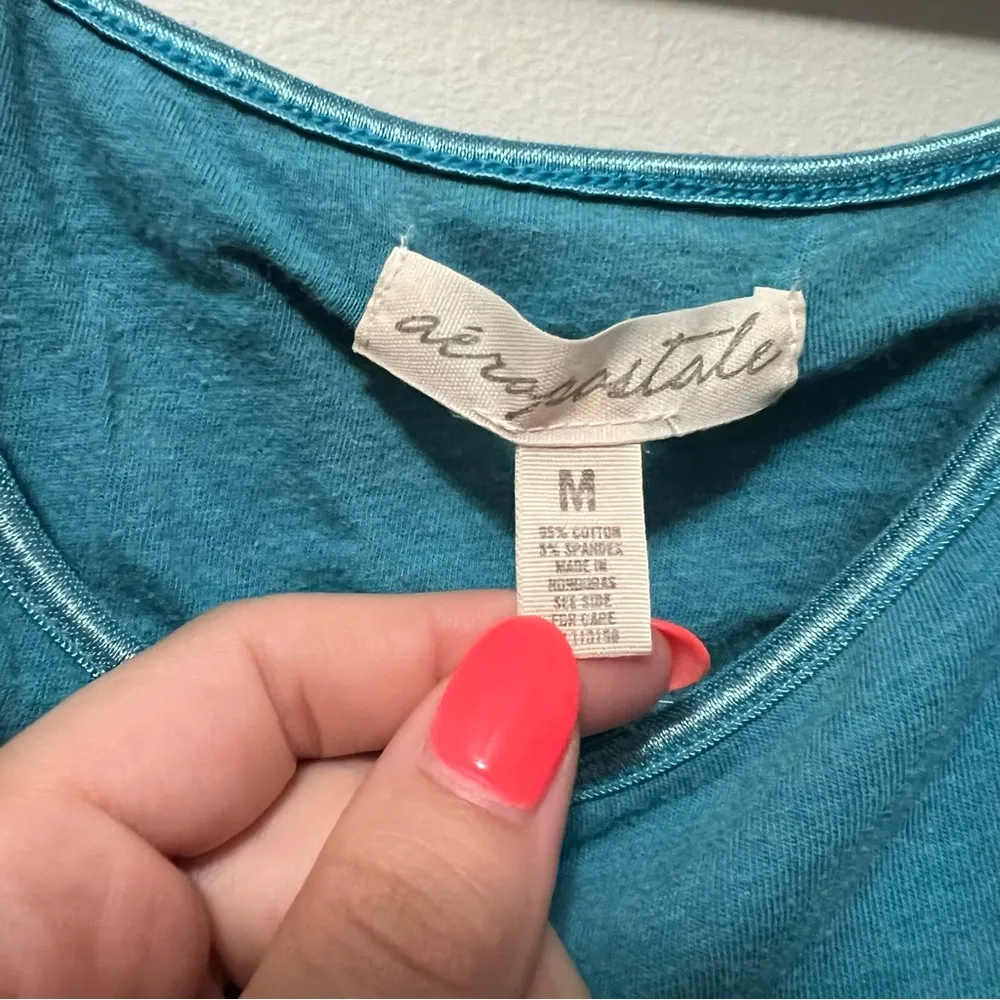 aéropostale
M
95% COTTON
5% SPANDEX
MADE IN
HONDURAS
SEE SIDE
FOR CARE